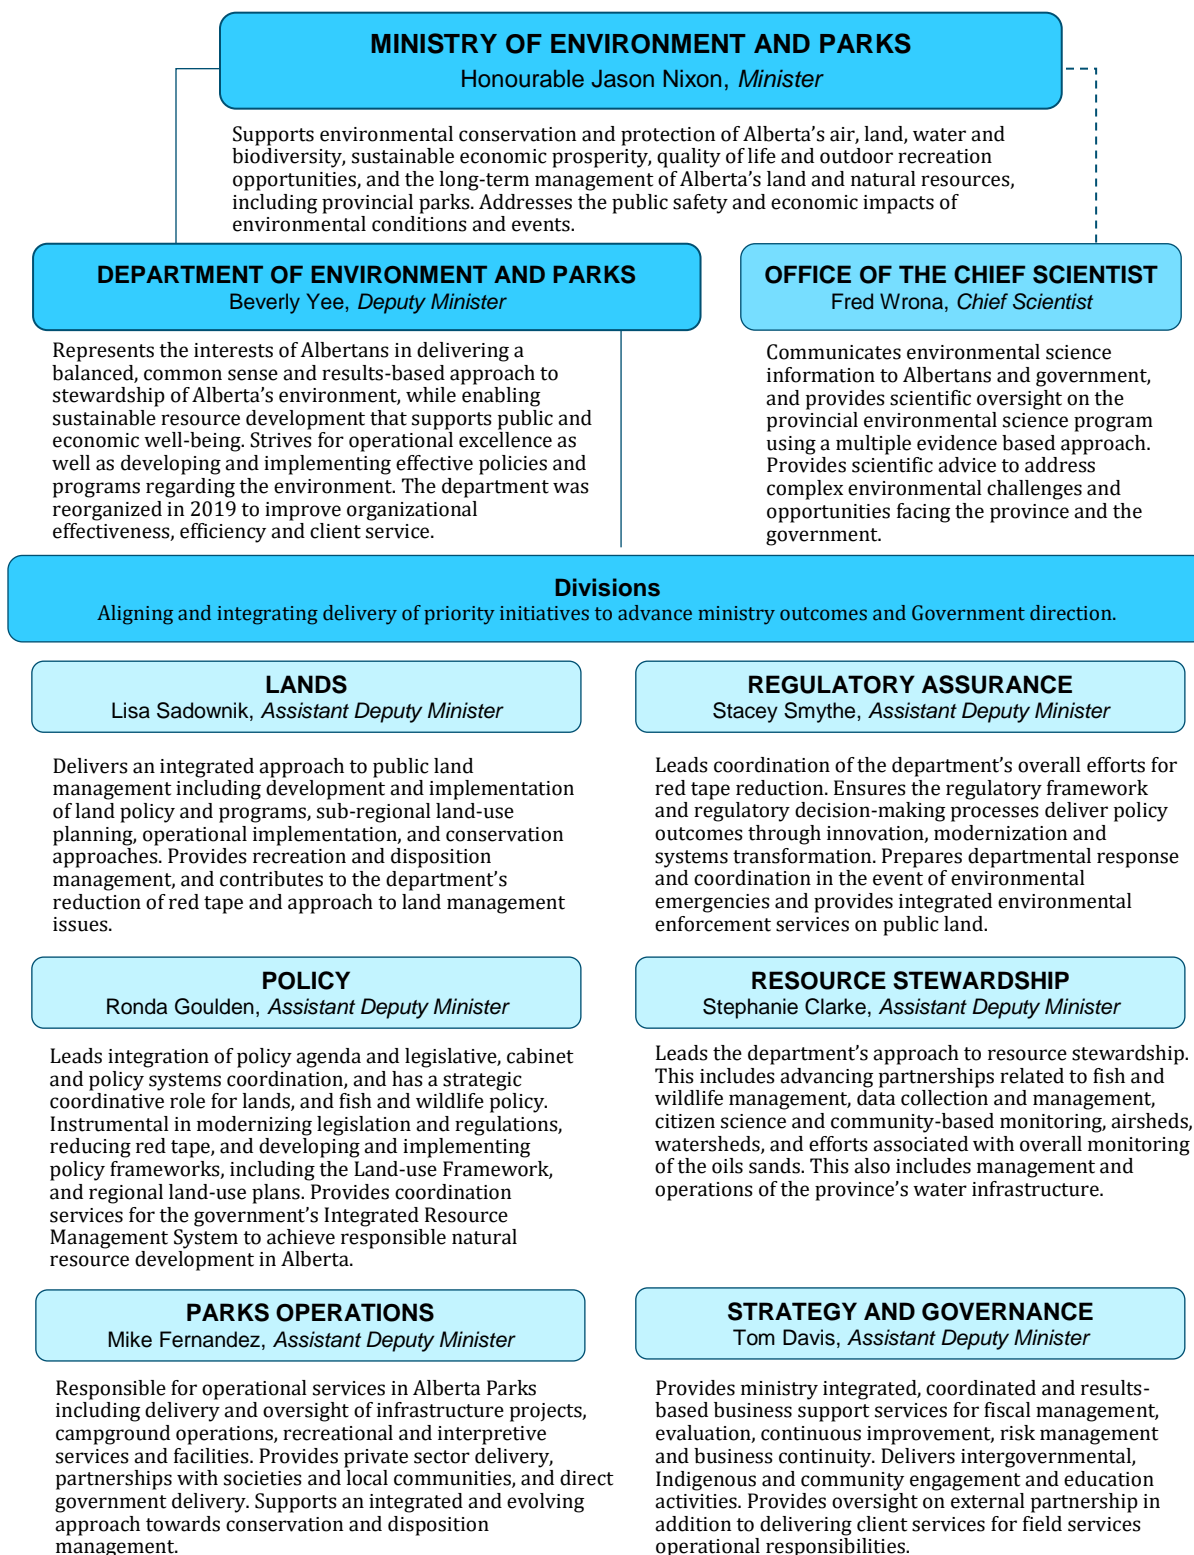 MINISTRY OF ENVIRONMENT AND PARKS
Honourable Jason Nixon, Minister
Supports environmental conservation and protection of Alberta’s air, land, water and
biodiversity, sustainable economic prosperity, quality of life and outdoor recreation
opportunities, and the long-term management of Alberta’s land and natural resources,
including provincial parks. Addresses the public safety and economic impacts of
environmental conditions and events.
DEPARTMENT OF ENVIRONMENT AND PARKS
Beverly Yee, Deputy Minister
Represents the interests of Albertans in delivering a
balanced, common sense and results-based approach to
stewardship of Alberta’s environment, while enabling
sustainable resource development that supports public and
economic well-being. Strives for operational excellence as
well as developing and implementing effective policies and
programs regarding the environment. The department was
reorganized in 2019 to improve organizational
effectiveness, efficiency and client service.
OFFICE OF THE CHIEF SCIENTIST
Fred Wrona, Chief Scientist
Communicates environmental science
information to Albertans and government,
and provides scientific oversight on the
provincial environmental science program
using a multiple evidence based approach.
Provides scientific advice to address
complex environmental challenges and
opportunities facing the province and the
government.
Divisions
Aligning and integrating delivery of priority initiatives to advance ministry outcomes and Government direction.
LANDS
Lisa Sadownik, Assistant Deputy Minister
Delivers an integrated approach to public land
management including development and implementation
of land policy and programs, sub-regional land-use
planning, operational implementation, and conservation
approaches. Provides recreation and disposition
management, and contributes to the department’s
reduction of red tape and approach to land management
issues.
REGULATORY ASSURANCE
Stacey Smythe, Assistant Deputy Minister
Leads coordination of the department’s overall efforts for
red tape reduction. Ensures the regulatory framework
and regulatory decision-making processes deliver policy
outcomes through innovation, modernization and
systems transformation. Prepares departmental response
and coordination in the event of environmental
emergencies and provides integrated environmental
enforcement services on public land.
POLICY
Ronda Goulden, Assistant Deputy Minister
Leads integration of policy agenda and legislative, cabinet
and policy systems coordination, and has a strategic
coordinative role for lands, and fish and wildlife policy.
Instrumental in modernizing legislation and regulations,
reducing red tape, and developing and implementing
policy frameworks, including the Land-use Framework,
and regional land-use plans. Provides coordination
services for the government’s Integrated Resource
Management System to achieve responsible natural
resource development in Alberta.
RESOURCE STEWARDSHIP
Stephanie Clarke, Assistant Deputy Minister
Leads the department’s approach to resource stewardship.
This includes advancing partnerships related to fish and
wildlife management, data collection and management,
citizen science and community-based monitoring, airsheds,
watersheds, and efforts associated with overall monitoring
of the oils sands. This also includes management and
operations of the province’s water infrastructure.
PARKS OPERATIONS
Mike Fernandez, Assistant Deputy Minister
Responsible for operational services in Alberta Parks
including delivery and oversight of infrastructure projects,
campground operations, recreational and interpretive
services and facilities. Provides private sector delivery,
partnerships with societies and local communities, and direct
government delivery. Supports an integrated and evolving
approach towards conservation and disposition
management.
STRATEGY AND GOVERNANCE
Tom Davis, Assistant Deputy Minister
Provides ministry integrated, coordinated and results-
based business support services for fiscal management,
evaluation, continuous improvement, risk management
and business continuity. Delivers intergovernmental,
Indigenous and community engagement and education
activities. Provides oversight on external partnership in
addition to delivering client services for field services
operational responsibilities.